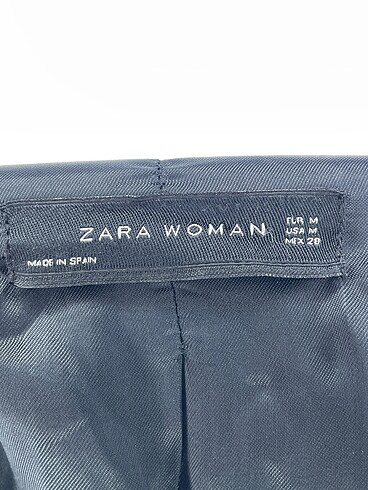 ZARA WOMAN
EUR M
USA M
MEX 28
MADE IN SPAIN